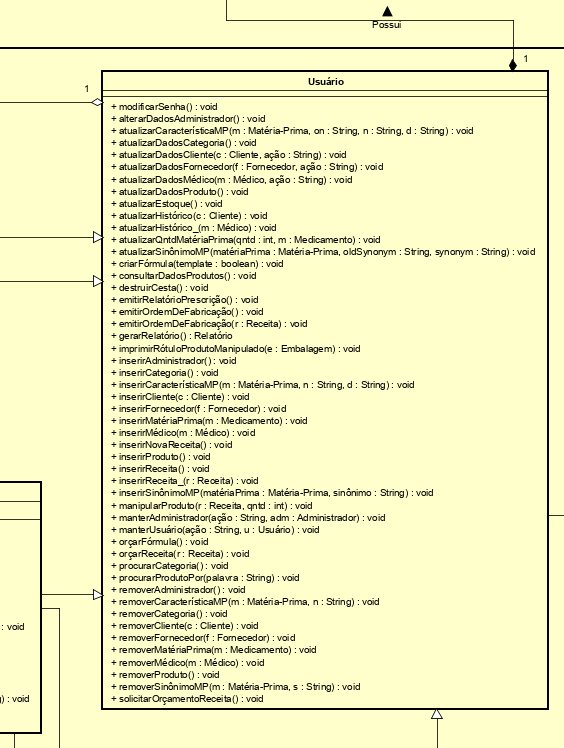 Possui
1
1
Usuário
+ modificarSenha() : void
+ alterarDadosAdministrador() : void
+ atualizarCaracterísticaMP(m : Matéria-Prima, on : String, n : String, d : String) : void
+ atualizarDadosCategoria() : void
+ atualizarDadosCliente(c : Cliente, ação : String) : void
+ atualizarDadosFornecedor(f : Fornecedor, ação : String) : void
+ atualizarDadosMédico(m : Médico, ação : String) : void
+ atualizarDadosProduto() : void
+ atualizarEstoque() : void
+ atualizarHistórico(c : Cliente) : void
+ atualizarHistórico_(m : Médico) : void
+ atualizarQntdMatériaPrima(qntd : int, m : Medicamento) : void
+ atualizarSinônimoMP(matériaPrima : Matéria-Prima, oldSynonym : String, synonym : String) : void
+ criarFórmula(template : boolean) : void
+ consultarDadosProdutos() : void
+ destruirCesta() : void
+ emitirRelatórioPrescrição() : void
+ emitirOrdemDeFabricação() : void
+ emitirOrdemDeFabricação(r : Receita) : void
+ gerarRelatório() : Relatório
+ imprimirRótuloProdutoManipulado(e : Embalagem) : void
+ inserirAdministrador() : void
+ inserirCategoria() : void
+ inserirCaracterísticaMP(m : Matéria-Prima, n : String, d : String) : void
+ inserirCliente(c : Cliente) : void
+ inserirFornecedor(f : Fornecedor) : void
+ inserirMatériaPrima(m : Medicamento) : void
+ inserirMédico(m : Médico) : void
+ inserirNovaReceita() : void
+ inserirProduto() : void
+ inserirReceita() : void
+ inserirReceita_(r : Receita) : void
+ inserirSinônimoMP(matériaPrima : Matéria-Prima, sinônimo : String) : void
+ manipularProduto(r : Receita, qntd : int) : void
+ manterAdministrador(ação : String, adm : Administrador) : void
+ manterUsuário(ação : String, u : Usuário) : void
+ orçarFórmula() : void
+ orçarReceita(r : Receita) : void
+ procurarCategoria() : void
+ procurarProdutoPor(palavra : String) : void
+ removerAdministrador() : void
+ removerCaracterísticaMP(m : Matéria-Prima, n : String) : void
+ removerCategoria() : void
+ removerCliente(c : Cliente) : void
+ removerFornecedor(f : Fornecedor) : void
+ removerMatériaPrima(m : Medicamento) : void
+ removerMédico(m : Médico) : void
+ removerProduto() : void
+ removerSinônimoMP(m : Matéria-Prima, s : String) : void
+ solicitarOrçamentoReceita() : void
: void
) : void